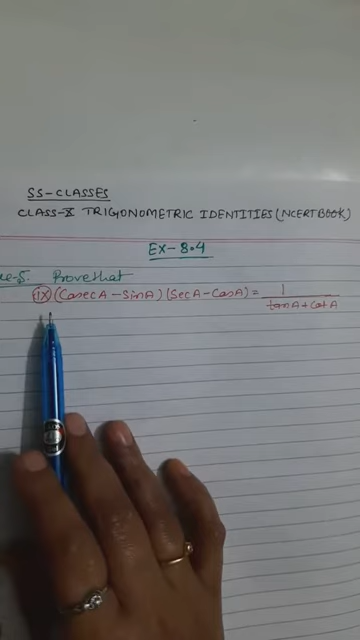 SS-CLASSES
CLASS-X TRIGONOMETRIC IDENTITIES (NCERT BOOK)
EX-8.4
Prove that
(ix) (CosecA - SinA) (SecA - CosA) = 1 / tanA + CotA